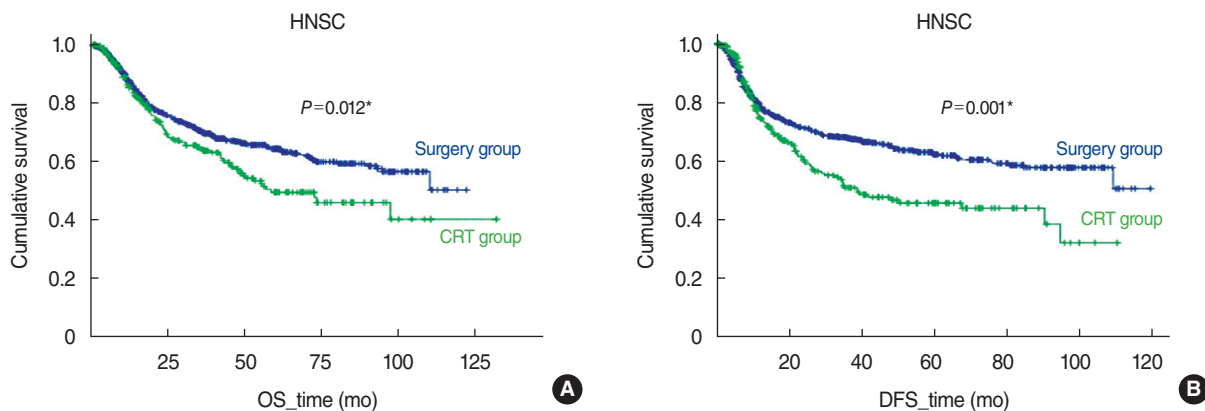 HNSC
1.0
0.8
0.6
0.4
0.2
0
Cumulative survival
P=0.012*
Surgery group
CRT group
25 50 75 100 125
OS_time (mo)
A
HNSC
1.0
0.8
0.6
0.4
0.2
0
Cumulative survival
P=0.001*
Surgery group
CRT group
20 40 60 80 100 120
DFS_time (mo)
B